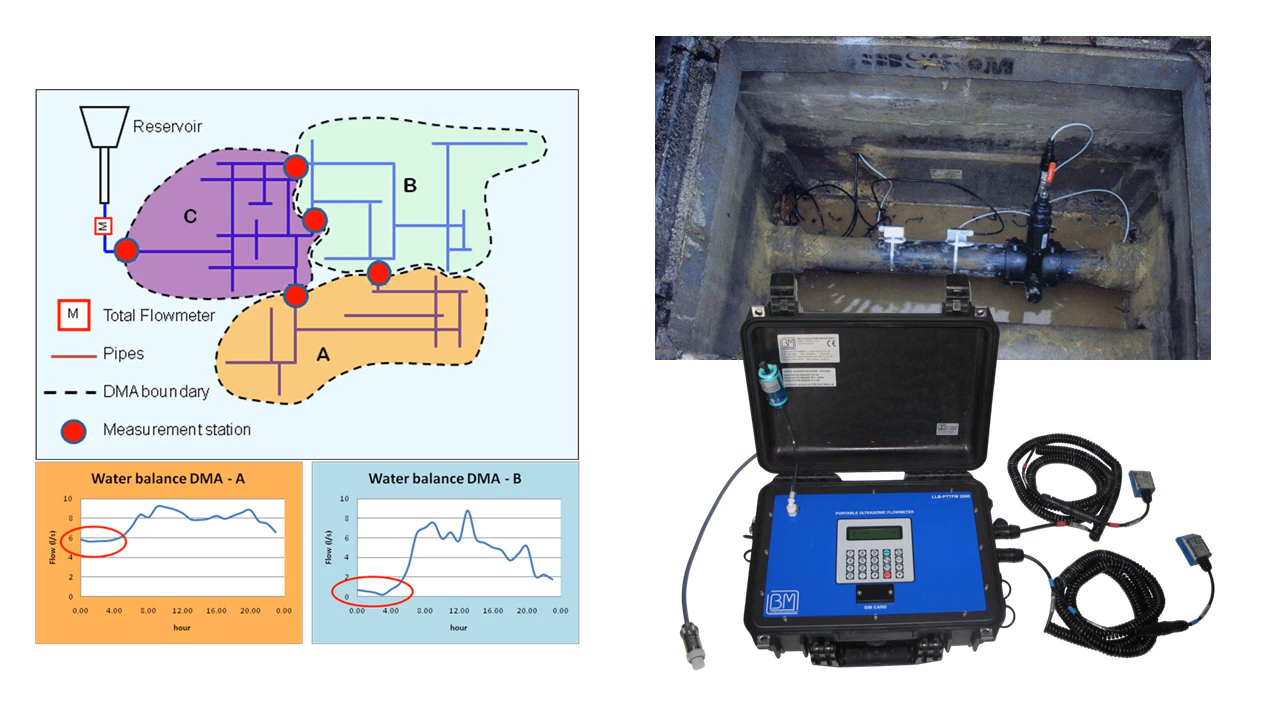 Reservoir
M
C
B
A
M
Total Flowmeter
Pipes
DMA boundary
Measurement station
Water balance DMA - A
Flow (l/s)
10
8
6
4
2
0
0.00 4.00 8.00 12.00 16.00 20.00 0.00
hour
Water balance DMA - B
Flow (l/s)
10
8
6
4
2
0
0.00 4.00 8.00 12.00 16.00 20.00 0.00
hour
BM
CE
PORTABLE ULTRASONIC FLOWMETER
SIM CARD
BM